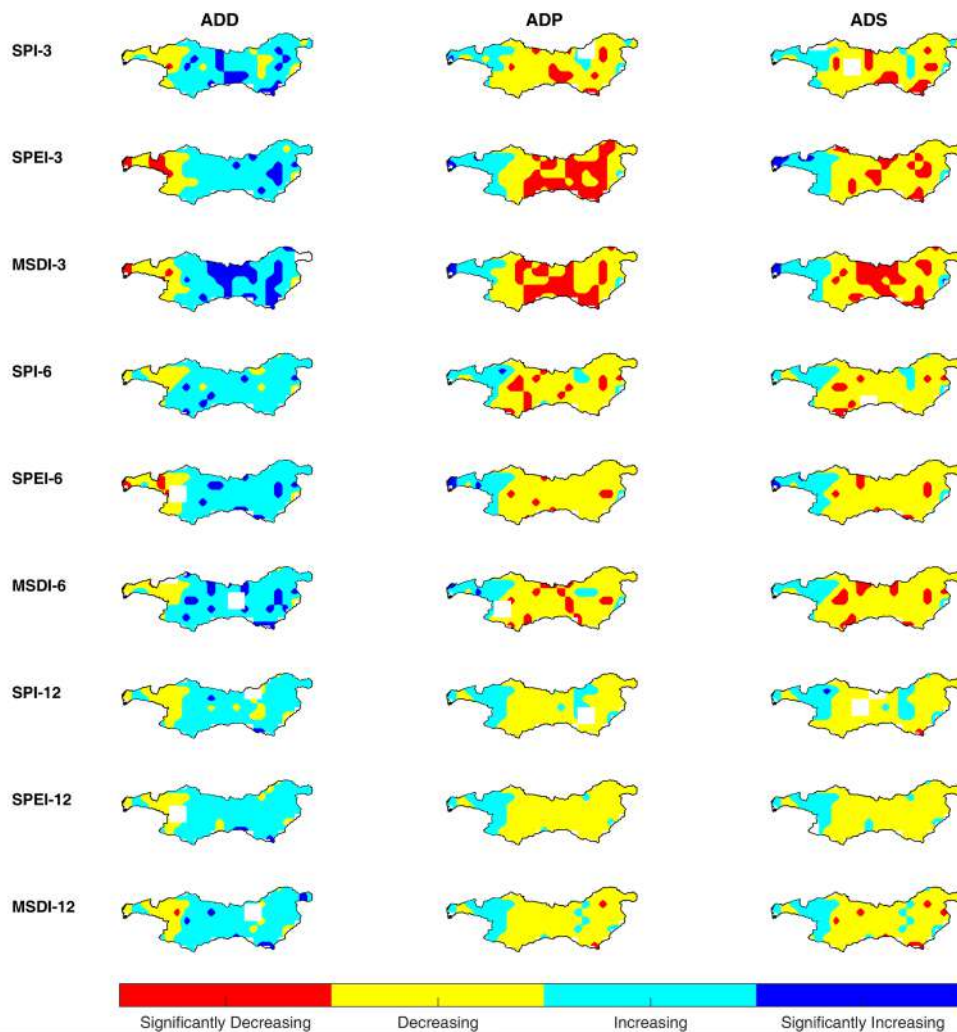 ADD ADP ADS
SPI-3
SPEI-3
MSDI-3
SPI-6
SPEI-6
MSDI-6
SPI-12
SPEI-12
MSDI-12
Significantly Decreasing Decreasing Increasing Significantly Increasing